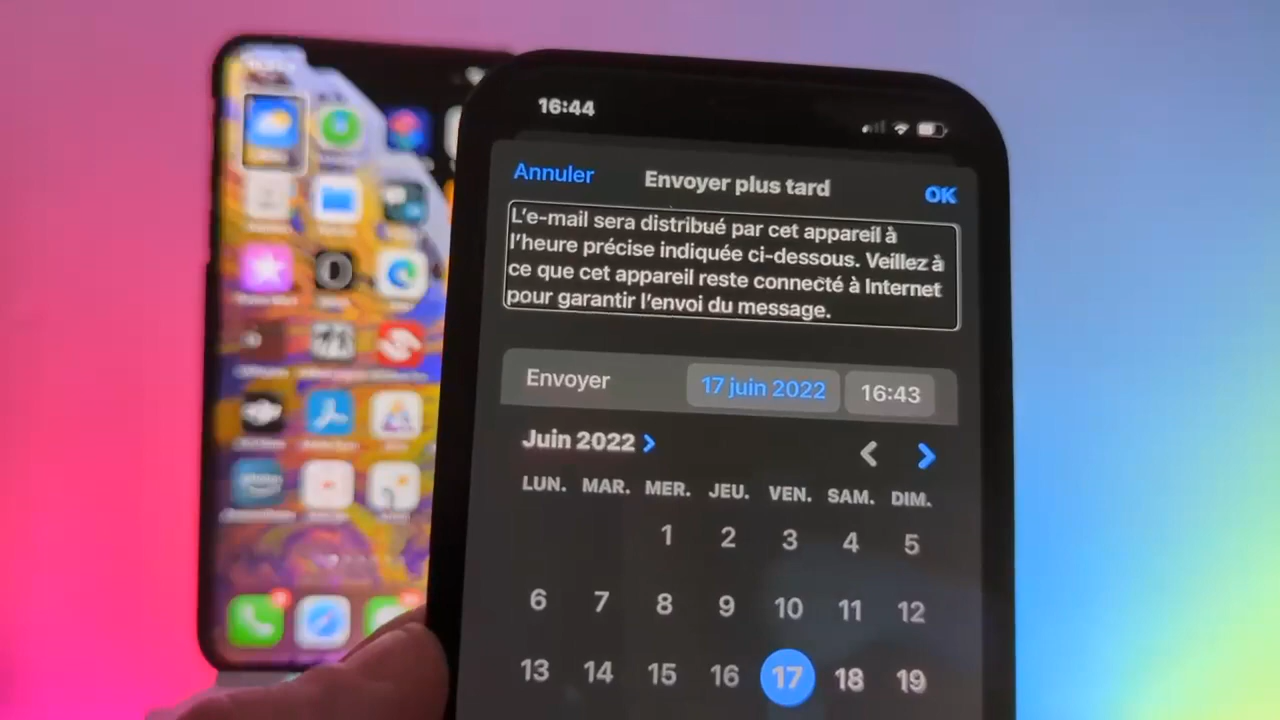 16:44
Annuler
Envoyer plus tard
OK
L'e-mail sera distribué par cet appareil à
l'heure précise indiquée ci-dessous. Veillez à
ce que cet appareil reste connecté à Internet
pour garantir l'envoi du message.
Envoyer
17 juin 2022
16:43
Juin 2022
LUN. MAR. MER. JEU. VEN. SAM. DIM.
1 2 3 4 5
6 7 8 9 10 11 12
13 14 15 16 17 18 19